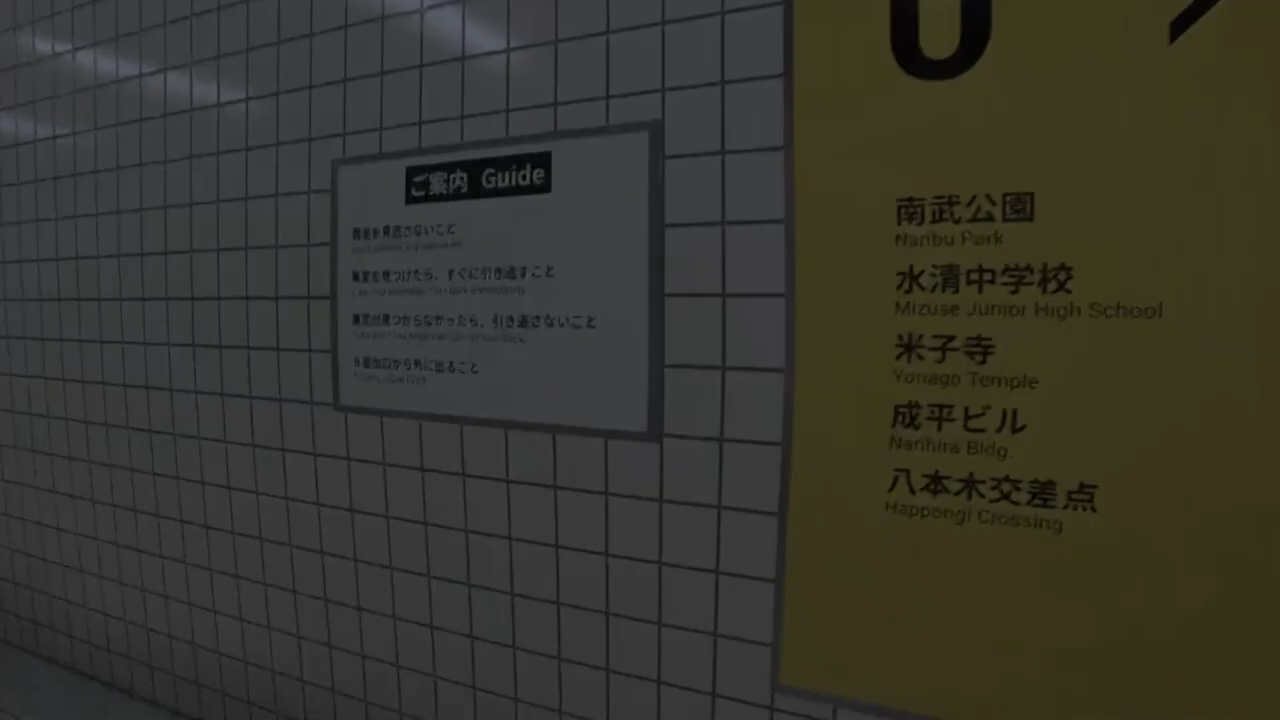 ご案内 Guide
異変を見逃さないこと
異変を見つけたら、すぐに引き返すこと
異変が見つからなかったら、引き返さないこと
8番出口から外に出ること
0
南武公園
Nanbu Park
水清中学校
Mizuse Junior High School
米子寺
Yonago Temple
成平ビル
Narihira Bldg.
八本木交差点
Happongi Crossing